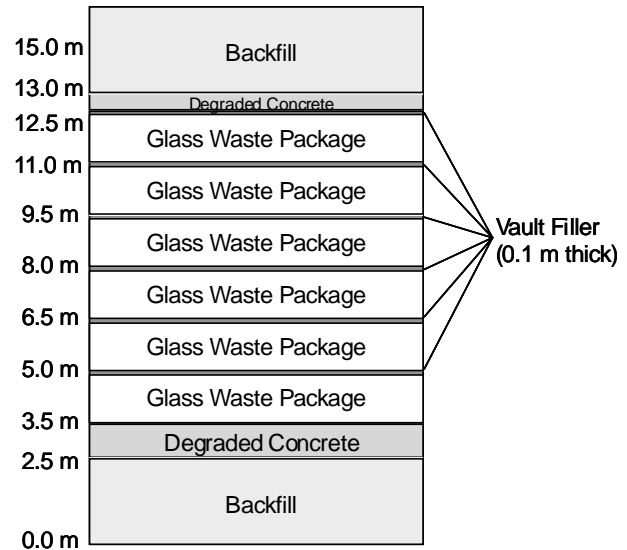 15.0 m
Backfill
13.0 m
Degraded Concrete
12.5 m
Glass Waste Package
11.0 m
Glass Waste Package
9.5 m
Glass Waste Package
Vault Filler
(0.1 m thick)
8.0 m
Glass Waste Package
6.5 m
Glass Waste Package
5.0 m
Glass Waste Package
3.5 m
Degraded Concrete
2.5 m
Backfill
0.0 m